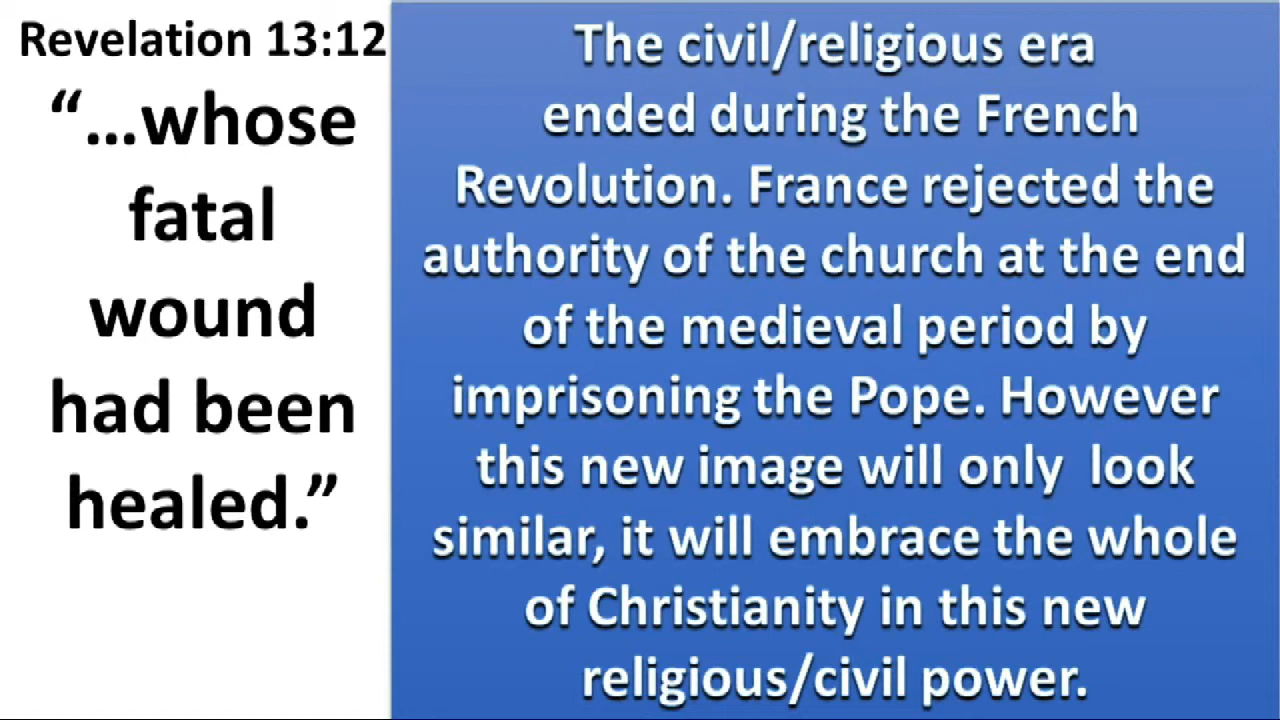 Revelation 13:12
“...whose
fatal
wound
had been
healed.”
The civil/religious era
ended during the French
Revolution. France rejected the
authority of the church at the end
of the medieval period by
imprisoning the Pope. However
this new image will only  look
similar, it will embrace the whole
of Christianity in this new
religious/civil power.